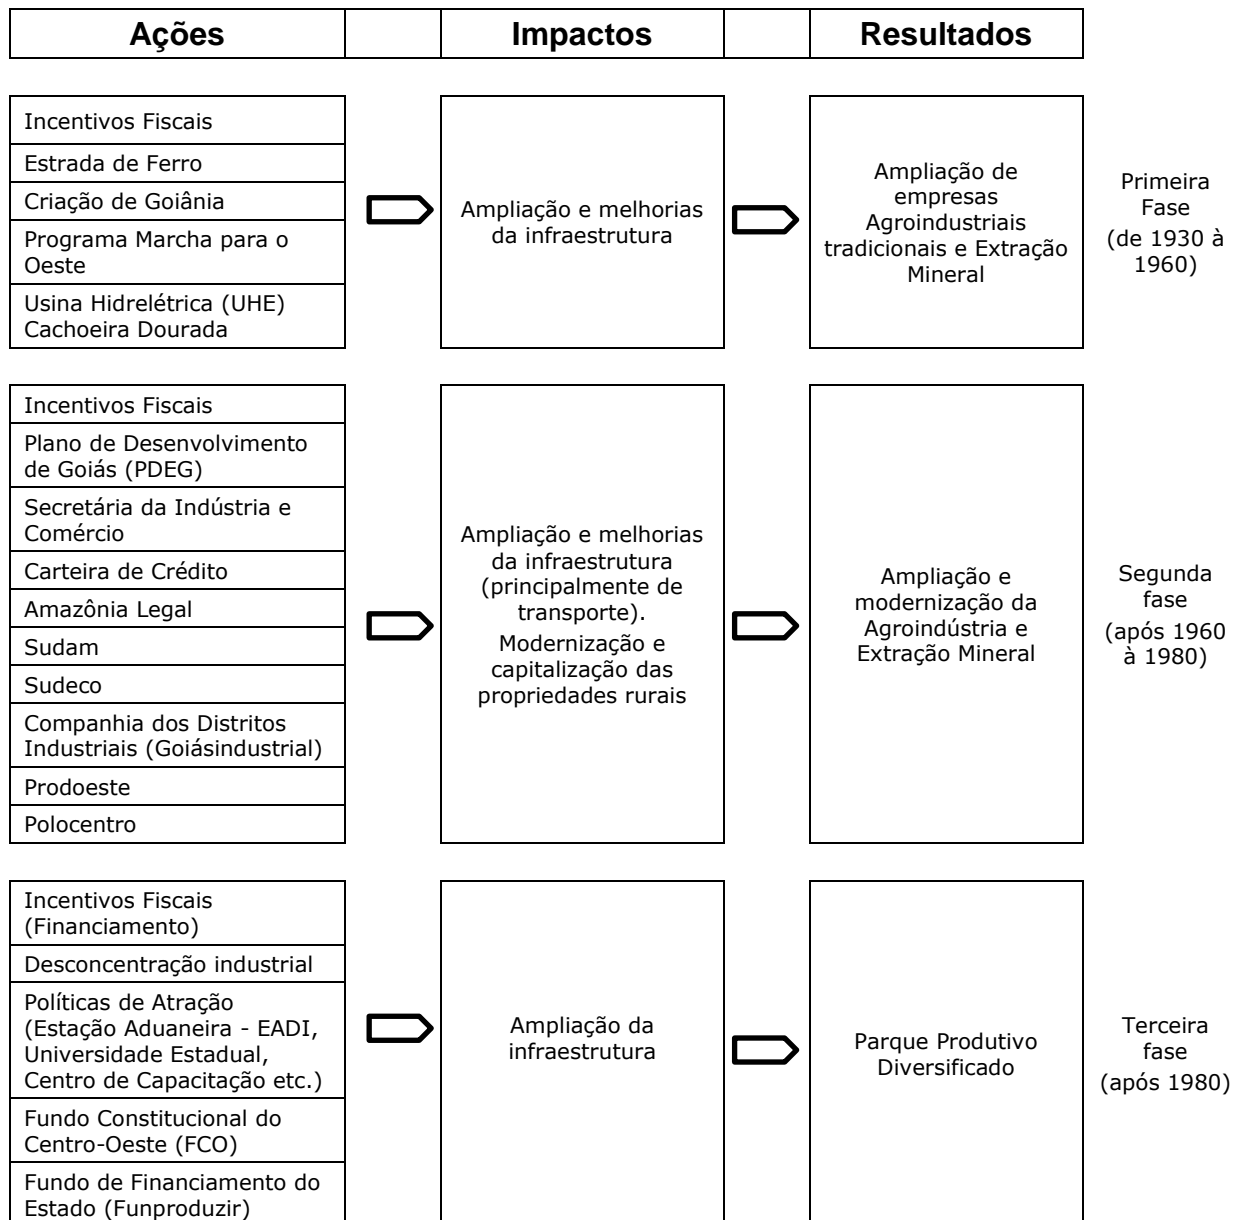 Ações
Impactos
Resultados
Incentivos Fiscais
Estrada de Ferro
Criação de Goiânia
Programa Marcha para o
Oeste
Usina Hidrelétrica (UHE)
Cachoeira Dourada
Ampliação e melhorias
da infraestrutura
Ampliação de
empresas
Agroindustriais
tradicionais e Extração
Mineral
Primeira
Fase
(de 1930 à
1960)
Incentivos Fiscais
Plano de Desenvolvimento
de Goiás (PDEG)
Secretária da Indústria e
Comércio
Carteira de Crédito
Amazônia Legal
Sudam
Sudeco
Companhia dos Distritos
Industriais (Goiásindustrial)
Prodoeste
Polocentro
Ampliação e melhorias
da infraestrutura
(principalmente de
transporte).
Modernização e
capitalização das
propriedades rurais
Ampliação e
modernização da
Agroindústria e
Extração Mineral
Segunda
fase
(após 1960
à 1980)
Incentivos Fiscais
(Financiamento)
Desconcentração industrial
Políticas de Atração
(Estação Aduaneira - EADI,
Universidade Estadual,
Centro de Capacitação etc.)
Fundo Constitucional do
Centro-Oeste (FCO)
Fundo de Financiamento do
Estado (Funproduzir)
Ampliação da
infraestrutura
Parque Produtivo
Diversificado
Terceira
fase
(após 1980)